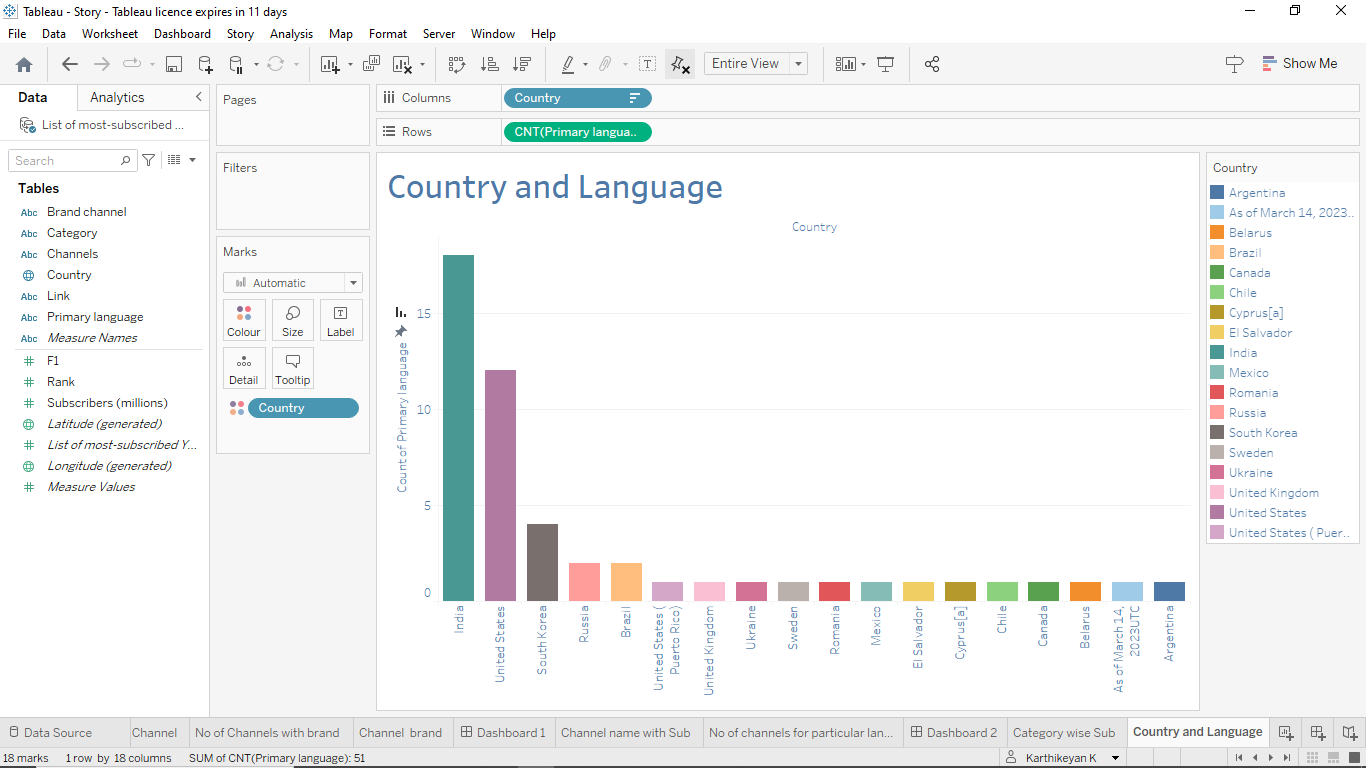 Tableau - Story - Tableau licence expires in 11 days
File Data Worksheet Dashboard Story Analysis Map Format Server Window Help
Entire View
Show Me
Data Analytics
List of most-subscribed ...
Search
Tables
Abc Brand channel
Abc Category
Abc Channels
Country
Abc Link
Abc Primary language
Abc Measure Names
# F1
# Rank
# Subscribers (millions)
Latitude (generated)
# List of most-subscribed Y...
Longitude (generated)
# Measure Values
Pages
Filters
Marks
Automatic
Colour Size Label
Detail Tooltip
Country
Columns Country
Rows CNT(Primary langua..
Country and Language
Country
Count of Primary language
15
10
5
0
India
United States
South Korea
Russia
Brazil
United States (
Puerto Rico)
United Kingdom
Ukraine
Sweden
Romania
Mexico
El Salvador
Cyprus[a]
Chile
Canada
Belarus
As of March 14,
2023UTC
Argentina
Country
Argentina
As of March 14, 2023..
Belarus
Brazil
Canada
Chile
Cyprus[a]
El Salvador
India
Mexico
Romania
Russia
South Korea
Sweden
Ukraine
United Kingdom
United States
United States ( Puer..
Data Source Channel No of Channels with brand Channel brand Dashboard 1 Channel name with Sub No of channels for particular lan... Dashboard 2 Category wise Sub Country and Language
18 marks 1 row by 18 columns SUM of CNT(Primary language): 51 Karthikeyan K